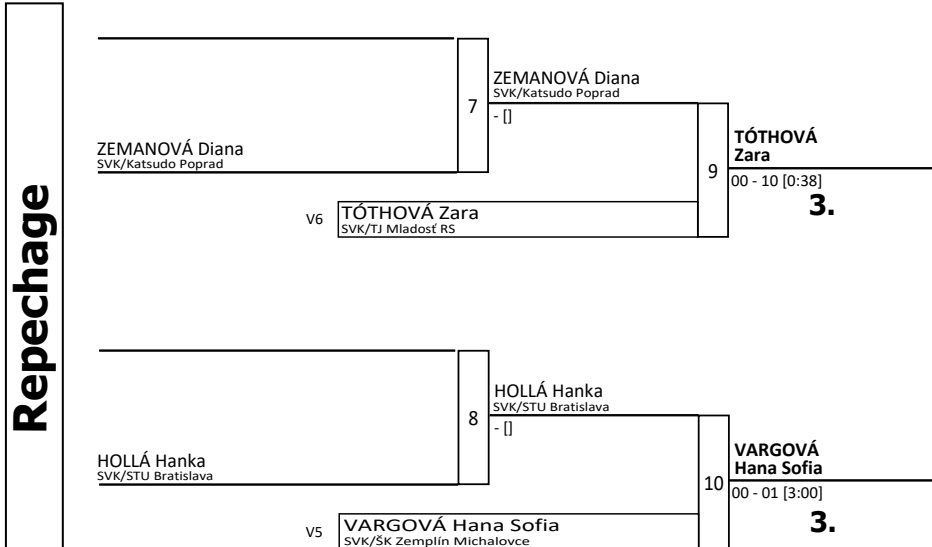 Repechage
ZEMANOVÁ Diana
SVK/Katsudo Poprad
7
ZEMANOVÁ Diana
SVK/Katsudo Poprad
- []
V6
TÓTHOVÁ Zara
SVK/TJ Mladosť RS
9
TÓTHOVÁ
Zara
00 - 10 [0:38]
3.
HOLLÁ Hanka
SVK/STU Bratislava
8
HOLLÁ Hanka
SVK/STU Bratislava
- []
V5
VARGOVÁ Hana Sofia
SVK/ŠK Zemplín Michalovce
10
VARGOVÁ
Hana Sofia
00 - 01 [3:00]
3.